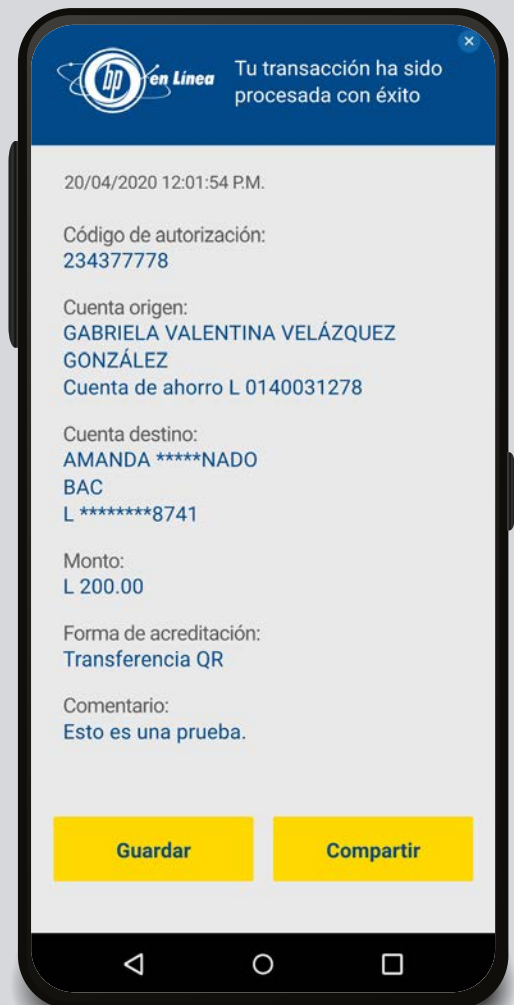 bp en Línea
Tu transacción ha sido
procesada con éxito
20/04/2020 12:01:54 P.M.
Código de autorización:
234377778
Cuenta origen:
GABRIELA VALENTINA VELÁZQUEZ
GONZÁLEZ
Cuenta de ahorro L 0140031278
Cuenta destino:
AMANDA *****NADO
BAC
L ********8741
Monto:
L 200.00
Forma de acreditación:
Transferencia QR
Comentario:
Esto es una prueba.
Guardar
Compartir